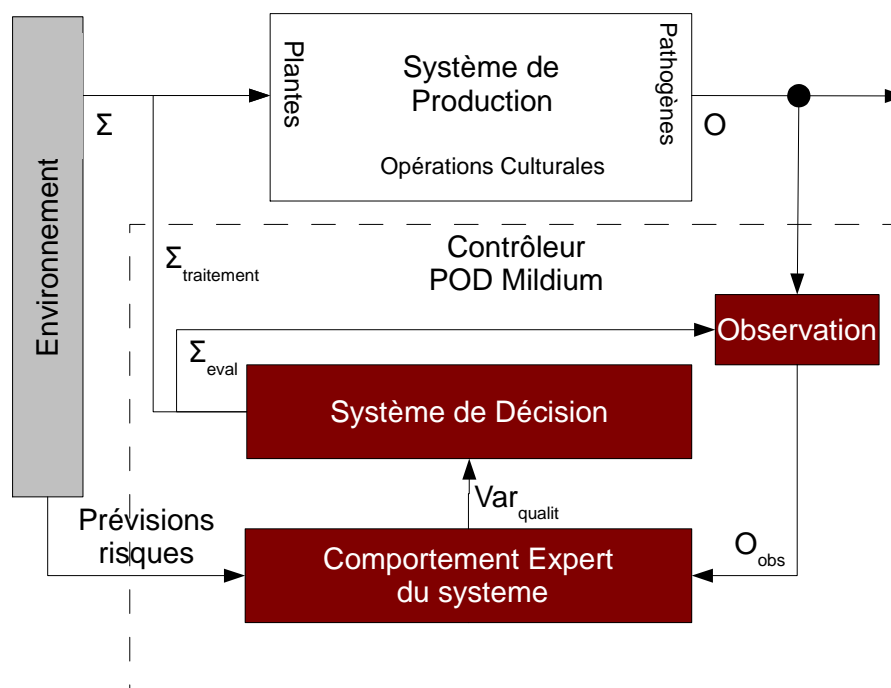 Environnement
Σ
Plantes
Système de
Production
Opérations Culturales
Pathogènes
O
Contrôleur
POD Mildium
Σtraitement
Observation
Σeval
Système de Décision
Varqualit
Prévisions
risques
Comportement Expert
du systeme
Oobs